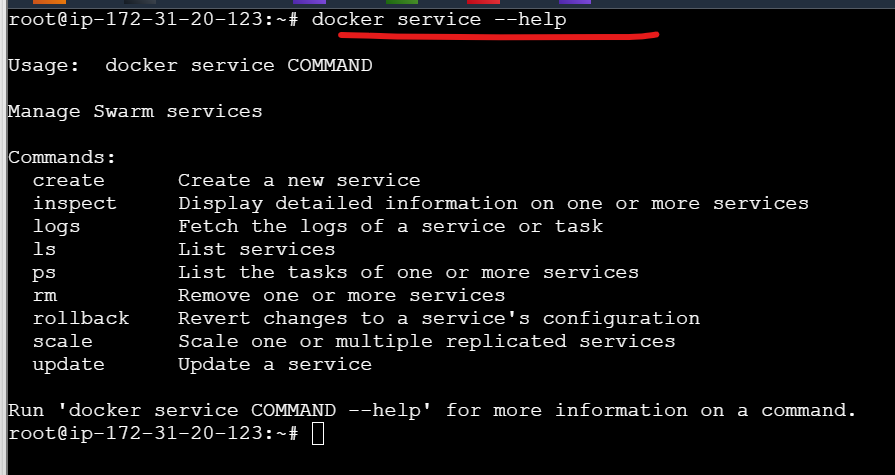 root@ip-172-31-20-123:~# docker service --help
Usage:  docker service COMMAND
Manage Swarm services
Commands:
  create      Create a new service
  inspect     Display detailed information on one or more services
  logs        Fetch the logs of a service or task
  ls          List services
  ps          List the tasks of one or more services
  rm          Remove one or more services
  rollback    Revert changes to a service's configuration
  scale       Scale one or multiple replicated services
  update      Update a service
Run 'docker service COMMAND --help' for more information on a command.
root@ip-172-31-20-123:~#